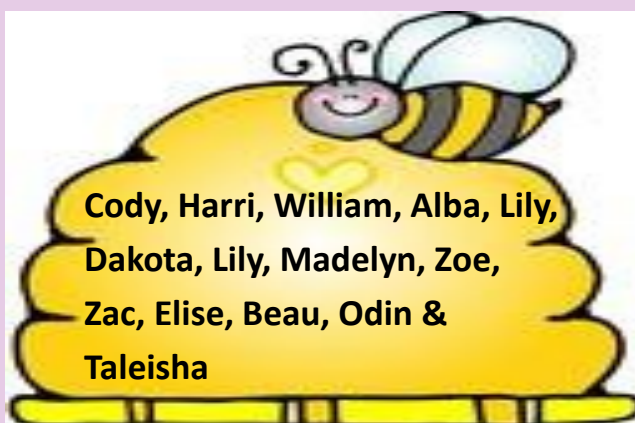 Cody, Harri, William, Alba, Lily,
Dakota, Lily, Madelyn, Zoe,
Zac, Elise, Beau, Odin &
Taleisha